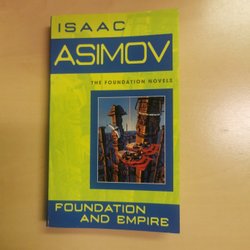 ISAAC
ASIMOV
THE FOUNDATION NOVELS
FOUNDATION
AND EMPIRE